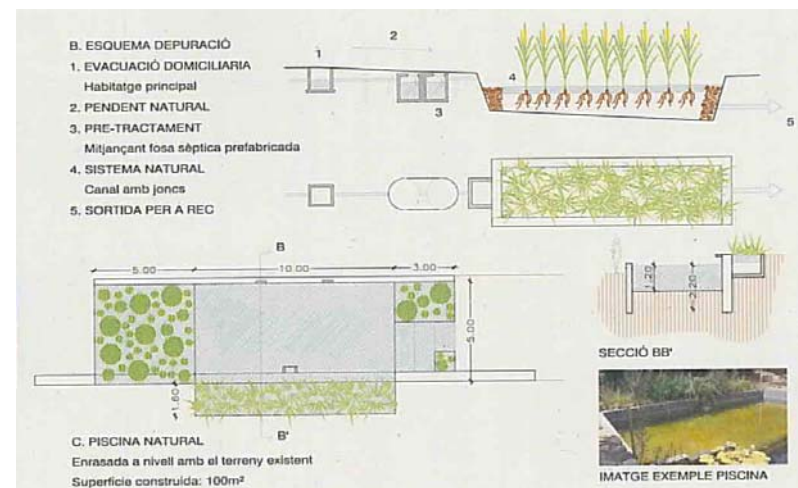 B. ESQUEMA DEPURACIÓ
1. EVACUACIÓ DOMICILIARIA
Habitatge principal
2. PENDENT NATURAL
3. PRE-TRACTAMENT
Mitjançant fosa sèptica prefabricada
4. SISTEMA NATURAL
Canal amb joncs
5. SORTIDA PER A REC
1
2
3
4
5
B
5.00
10.00
3.00
5.00
1.60
B'
1.20
2.20
SECCIÓ BB'
C. PISCINA NATURAL
Enrasada a nivell amb el terreny existent
Superfície construida: 100m²
IMATGE EXEMPLE PISCINA